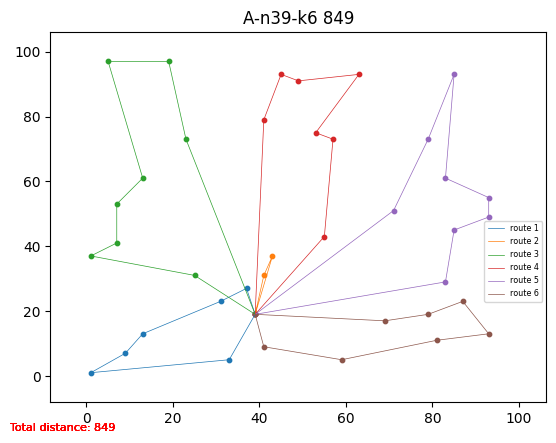 A-n39-k6 849
100
80
60
40
20
0
route 1
route 2
route 3
route 4
route 5
route 6
0 20 40 60 80 100
Total distance: 849